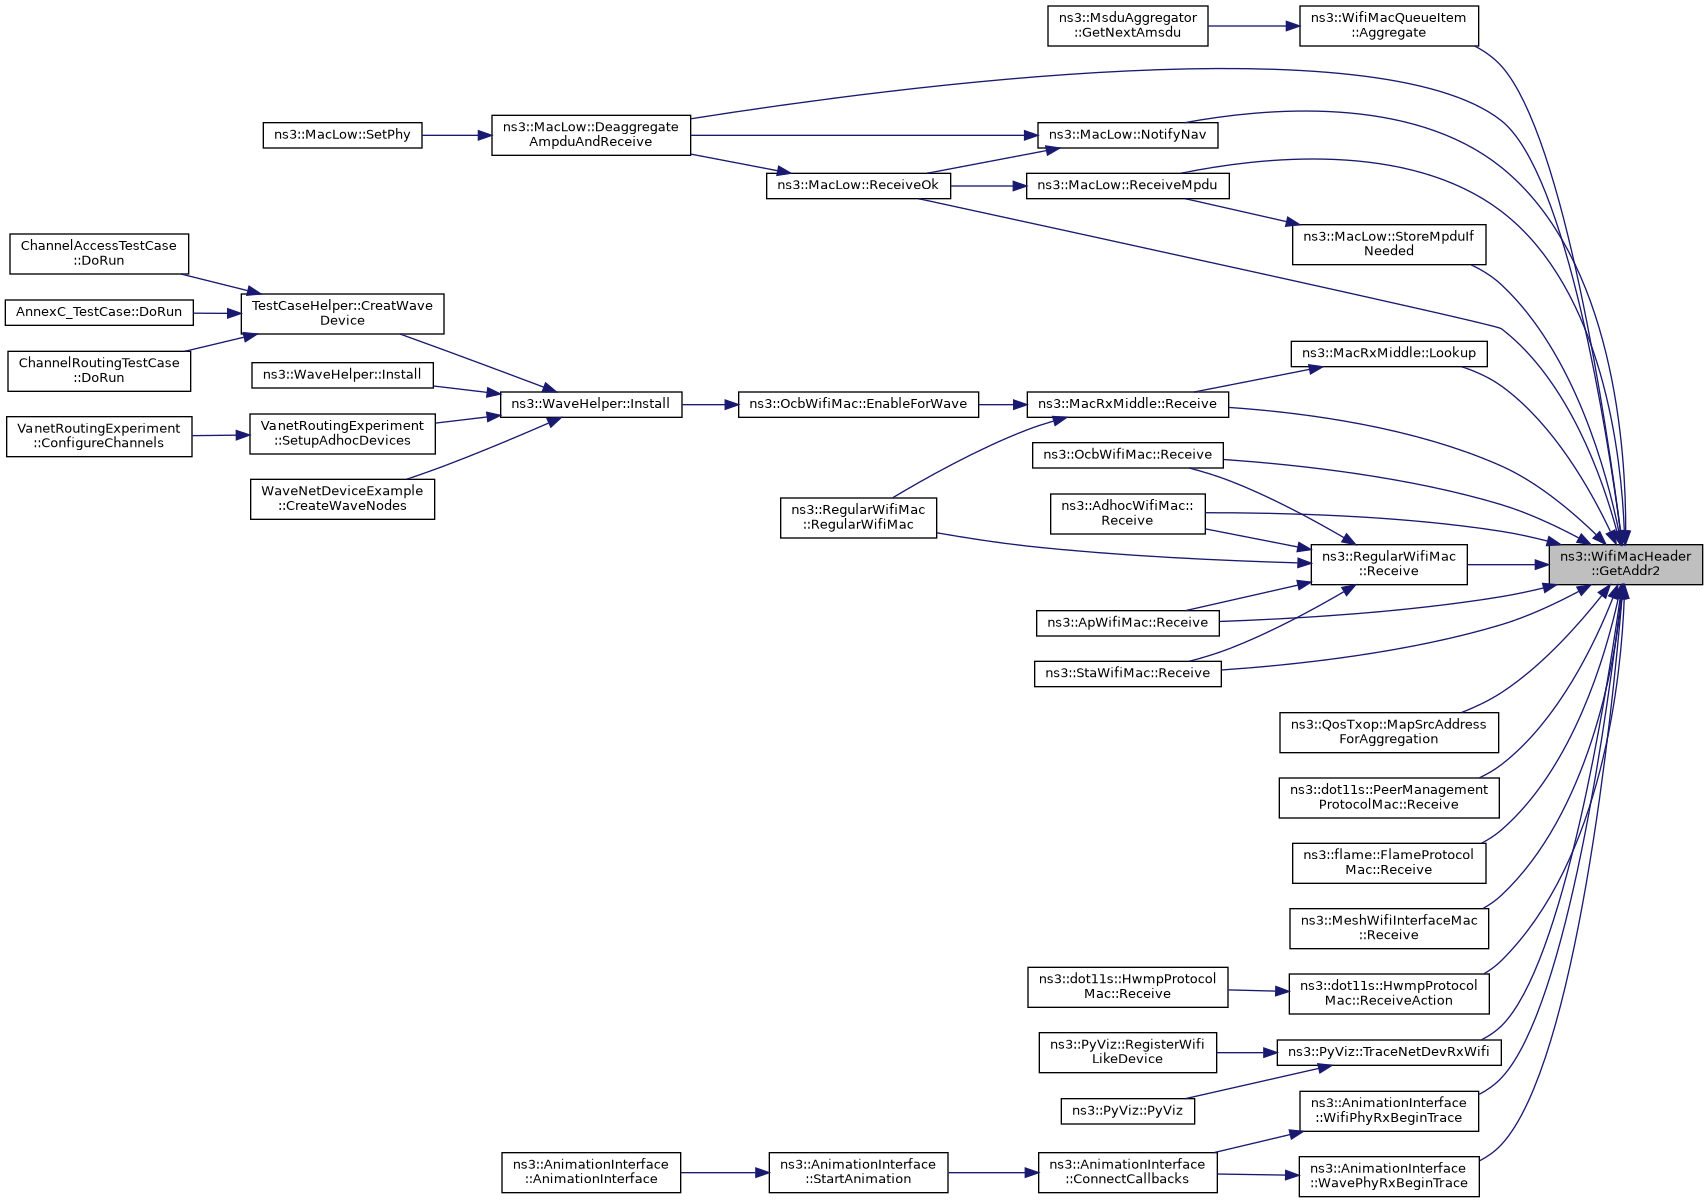 ns3::MsduAggregator
::GetNextAmsdu
ns3::WifiMacQueueItem
::Aggregate
ns3::MacLow::SetPhy
ns3::MacLow::Deaggregate
AmpduAndReceive
ns3::MacLow::NotifyNav
ns3::MacLow::ReceiveOk
ns3::MacLow::ReceiveMpdu
ns3::MacLow::StoreMpduIf
Needed
ChannelAccessTestCase
::DoRun
AnnexC_TestCase::DoRun
ChannelRoutingTestCase
::DoRun
TestCaseHelper::CreatWave
Device
ns3::WaveHelper::Install
VanetRoutingExperiment
::ConfigureChannels
VanetRoutingExperiment
::SetupAdhocDevices
WaveNetDeviceExample
::CreateWaveNodes
ns3::WaveHelper::Install
ns3::OcbWifiMac::EnableForWave
ns3::MacRxMiddle::Receive
ns3::MacRxMiddle::Lookup
ns3::OcbWifiMac::Receive
ns3::RegularWifiMac
::RegularWifiMac
ns3::AdhocWifiMac::
Receive
ns3::RegularWifiMac
::Receive
ns3::WifiMacHeader
::GetAddr2
ns3::ApWifiMac::Receive
ns3::StaWifiMac::Receive
ns3::QosTxop::MapSrcAddress
ForAggregation
ns3::dot11s::PeerManagement
ProtocolMac::Receive
ns3::flame::FlameProtocol
Mac::Receive
ns3::MeshWifiInterfaceMac
::Receive
ns3::dot11s::HwmpProtocol
Mac::Receive
ns3::dot11s::HwmpProtocol
Mac::ReceiveAction
ns3::PyViz::RegisterWifi
LikeDevice
ns3::PyViz::TraceNetDevRxWifi
ns3::PyViz::PyViz
ns3::AnimationInterface
::WifiPhyRxBeginTrace
ns3::AnimationInterface
::AnimationInterface
ns3::AnimationInterface
::StartAnimation
ns3::AnimationInterface
::ConnectCallbacks
ns3::AnimationInterface
::WavePhyRxBeginTrace